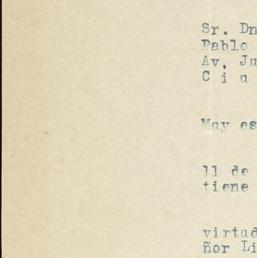 Sr. Dn
Pablo
Av, Ju
C i u
Muy es
11 de
tiene
virtud
ñor Li